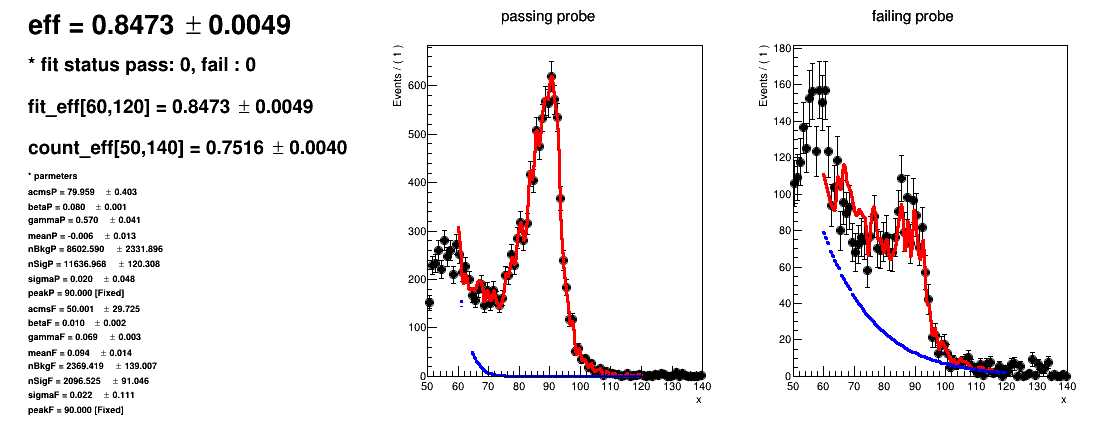 eff = 0.8473 ± 0.0049
* fit status pass: 0, fail : 0
fit_eff[60,120] = 0.8473 ± 0.0049
count_eff[50,140] = 0.7516 ± 0.0040
* parmeters
acmsP = 79.959 ± 0.403
betaP = 0.080 ± 0.001
gammaP = 0.570 ± 0.041
meanP = -0.006 ± 0.013
nBkgP = 8602.590 ± 2331.896
nSigP = 11636.968 ± 120.308
sigmaP = 0.020 ± 0.048
peakP = 90.000 [Fixed]
acmsF = 50.001 ± 29.725
betaF = 0.010 ± 0.002
gammaF = 0.069 ± 0.003
meanF = 0.094 ± 0.014
nBkgF = 2369.419 ± 139.007
nSigF = 2096.525 ± 91.046
sigmaF = 0.022 ± 0.111
peakF = 90.000 [Fixed]
passing probe
Events / ( 1 )
600
500
400
300
200
100
0
50 60 70 80 90 100 110 120 130 140
x
failing probe
Events / ( 1 )
180
160
140
120
100
80
60
40
20
0
50 60 70 80 90 100 110 120 130 140
x